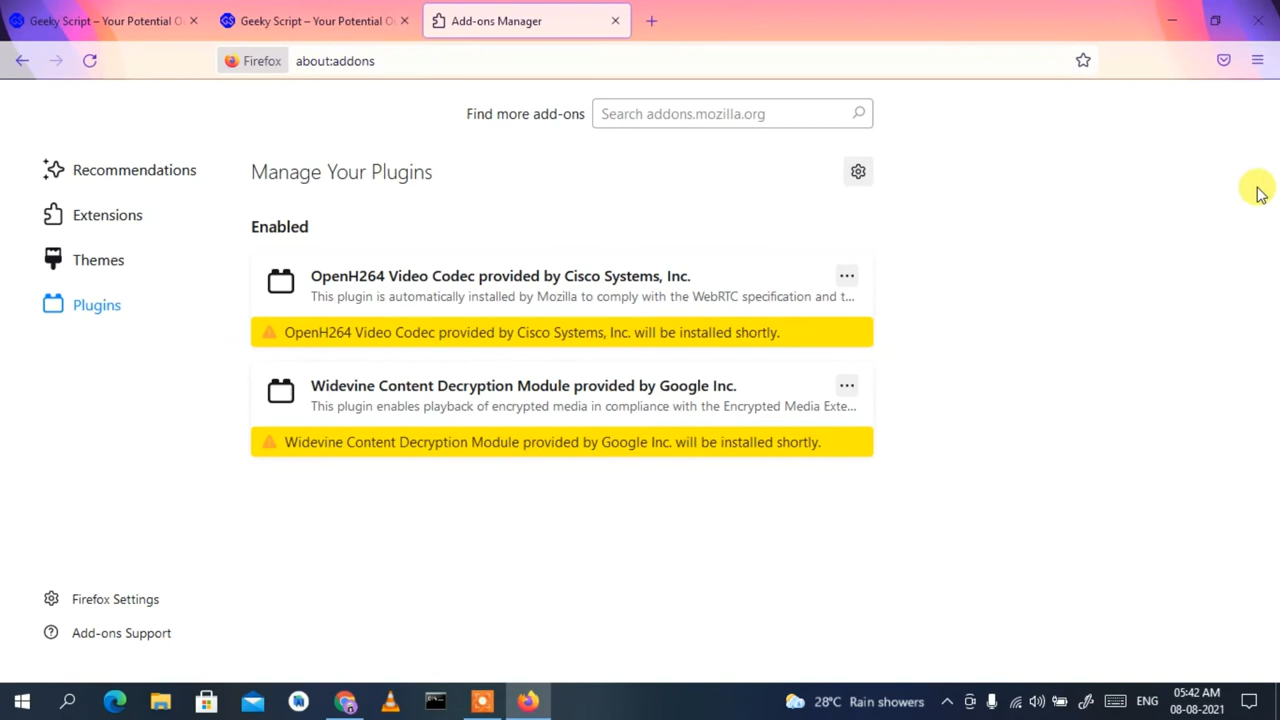 Geeky Script – Your Potential O
Geeky Script – Your Potential O
Add-ons Manager
Firefox
about:addons
Find more add-ons
Search addons.mozilla.org
Recommendations
Extensions
Themes
Plugins
Manage Your Plugins
Enabled
OpenH264 Video Codec provided by Cisco Systems, Inc.
This plugin is automatically installed by Mozilla to comply with the WebRTC specification and t...
OpenH264 Video Codec provided by Cisco Systems, Inc. will be installed shortly.
Widevine Content Decryption Module provided by Google Inc.
This plugin enables playback of encrypted media in compliance with the Encrypted Media Exte...
Widevine Content Decryption Module provided by Google Inc. will be installed shortly.
Firefox Settings
Add-ons Support
28°C Rain showers
ENG
05:42 AM
08-08-2021